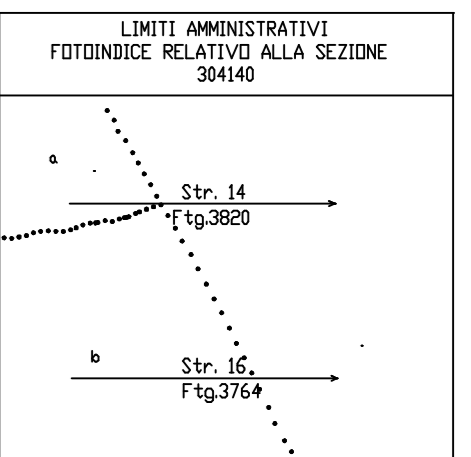 LIMITI AMMINISTRATIVI
FOTOINDICE RELATIVO ALLA SEZIONE
304140
a
Str. 14
Ftg.3820
b
Str. 16
Ftg.3764